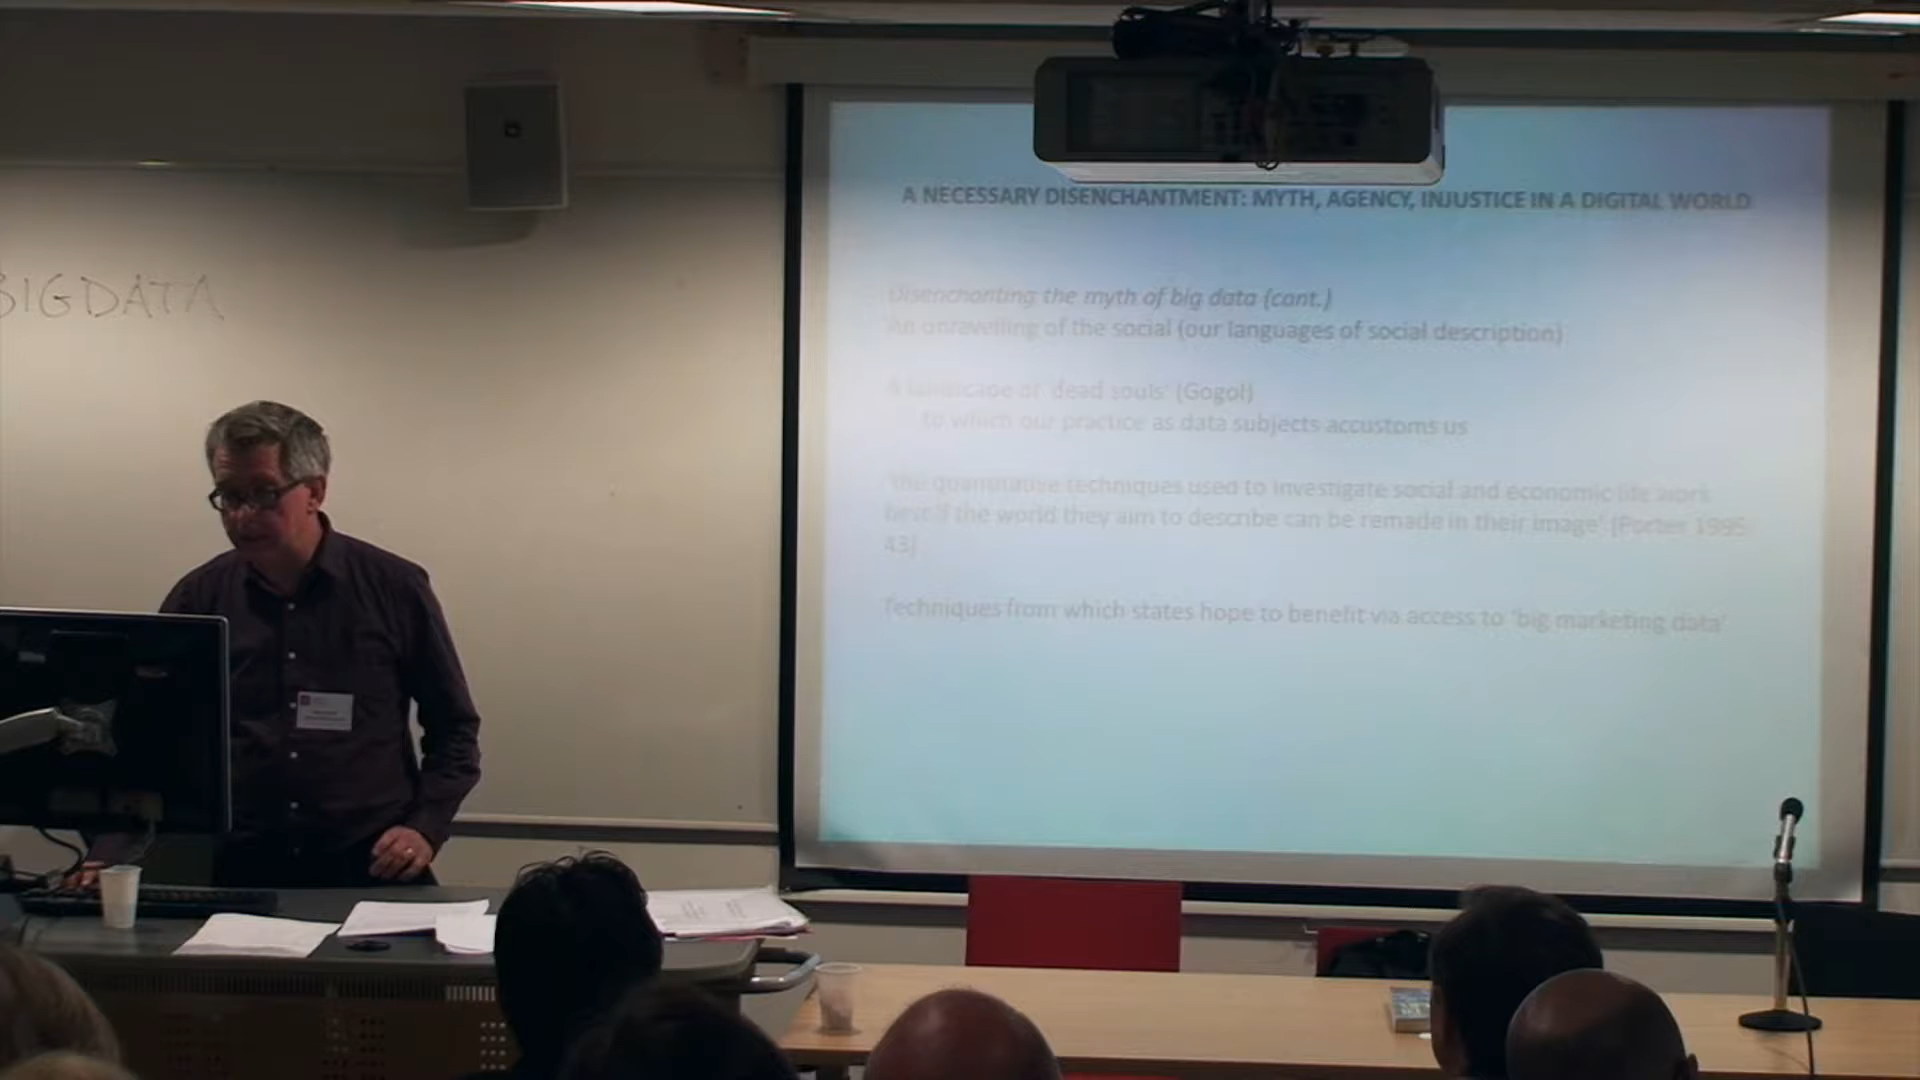 BIGDATA
A NECESSARY DISENCHANTMENT: MYTH, AGENCY, INJUSTICE IN A DIGITAL WORLD
Disenchanting the myth of big data (cont.)
An unravelling of the social (our languages of social description)
A landscape of 'dead souls' (Gogol)
to which our practice as data subjects accustoms us
'the quantitative techniques used to investigate social and economic life work
best if the world they aim to describe can be remade in their image' (Porter 1995:
43)
Techniques from which states hope to benefit via access to 'big marketing data'